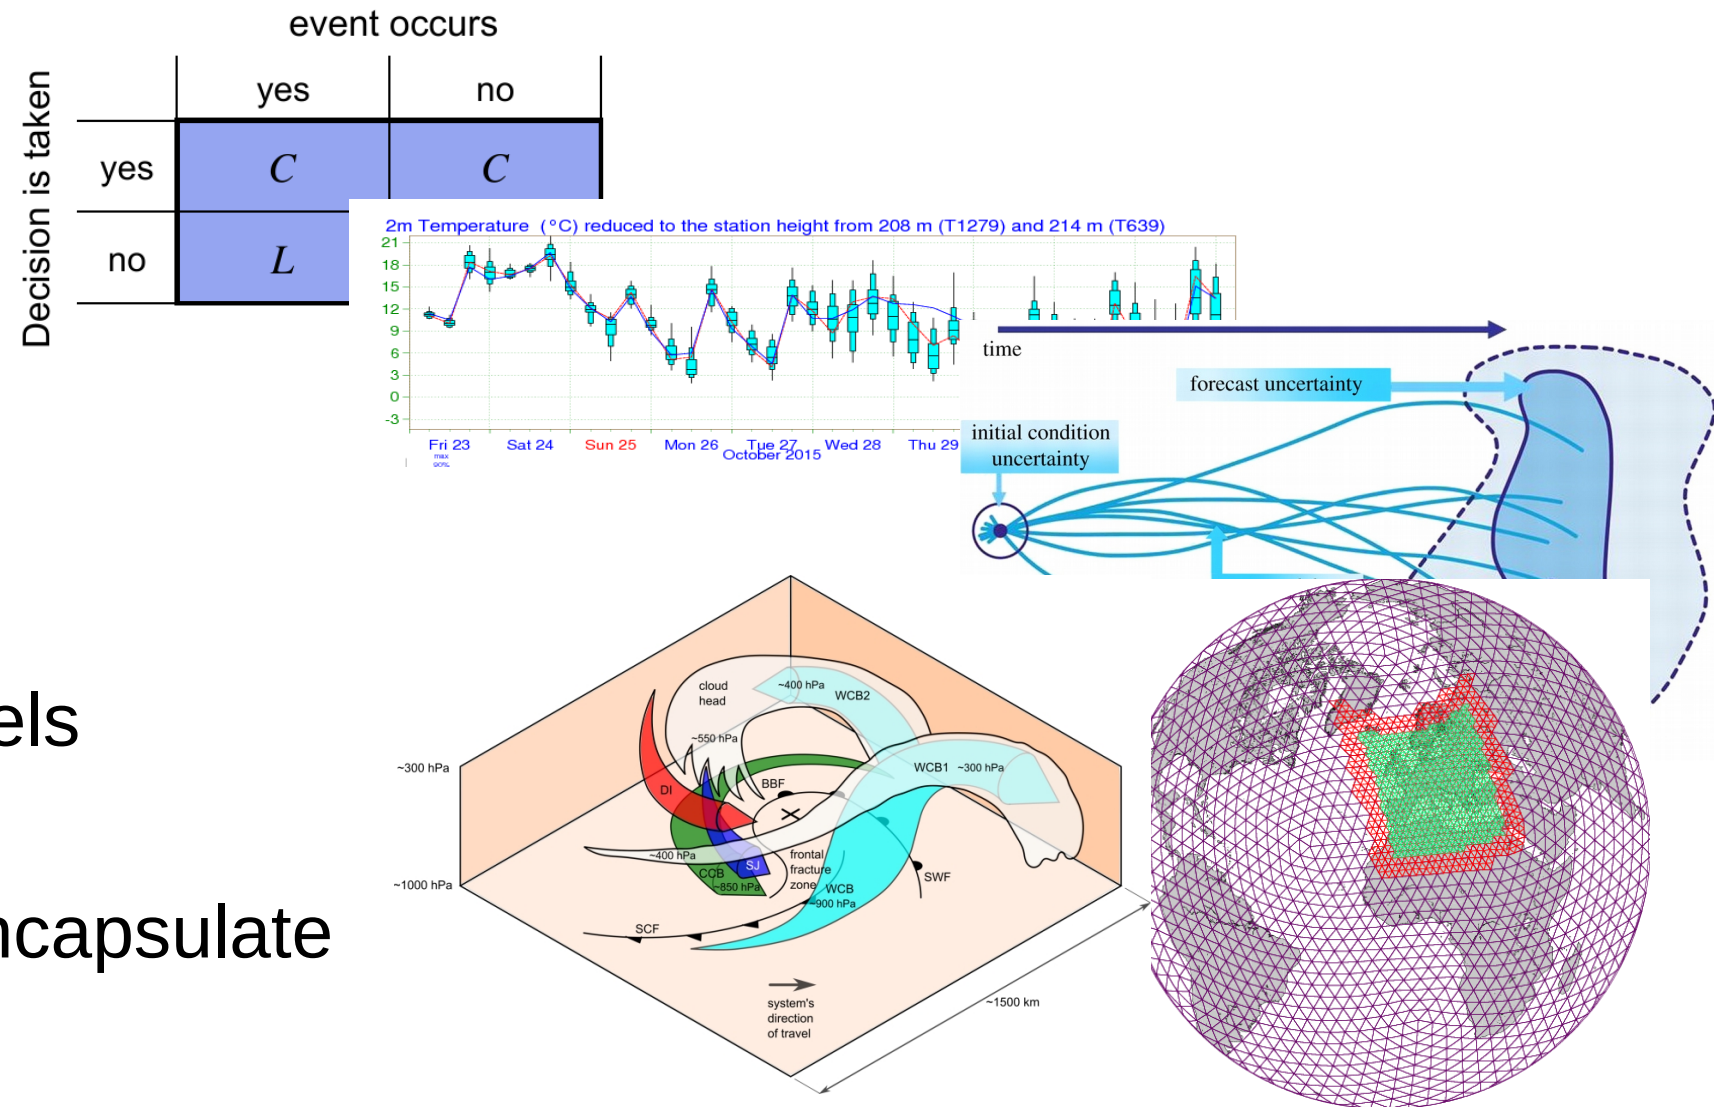 event occurs
yes no
Decision is taken
yes C C
no L
2m Temperature (°C) reduced to the station height from 208 m (T1279) and 214 m (T639)
21
18
15
12
9
6
3
0
-3
Fri 23 Sat 24 Sun 25 Mon 26 Tue 27 Wed 28 Thu 29
October 2015
max
90%
time
forecast uncertainty
initial condition
uncertainty
els
ncapsulate
cloud
head
~400 hPa
WCB2
~550 hPa
~300 hPa
DI
BBF
WCB1 ~300 hPa
~400 hPa
SJ
frontal
fracture
zone
CCB
~850 hPa
WCB
~900 hPa
SWF
~1000 hPa
SCF
system's
direction
of travel
~1500 km